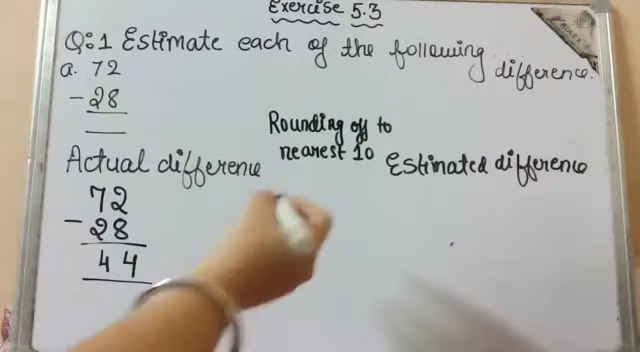 Exercise 5.3
Q:1 Estimate each of the following difference.
a. 72
- 28
Rounding off to
nearest 10
Actual difference
Estimated difference
72
- 28
44
ROLEX